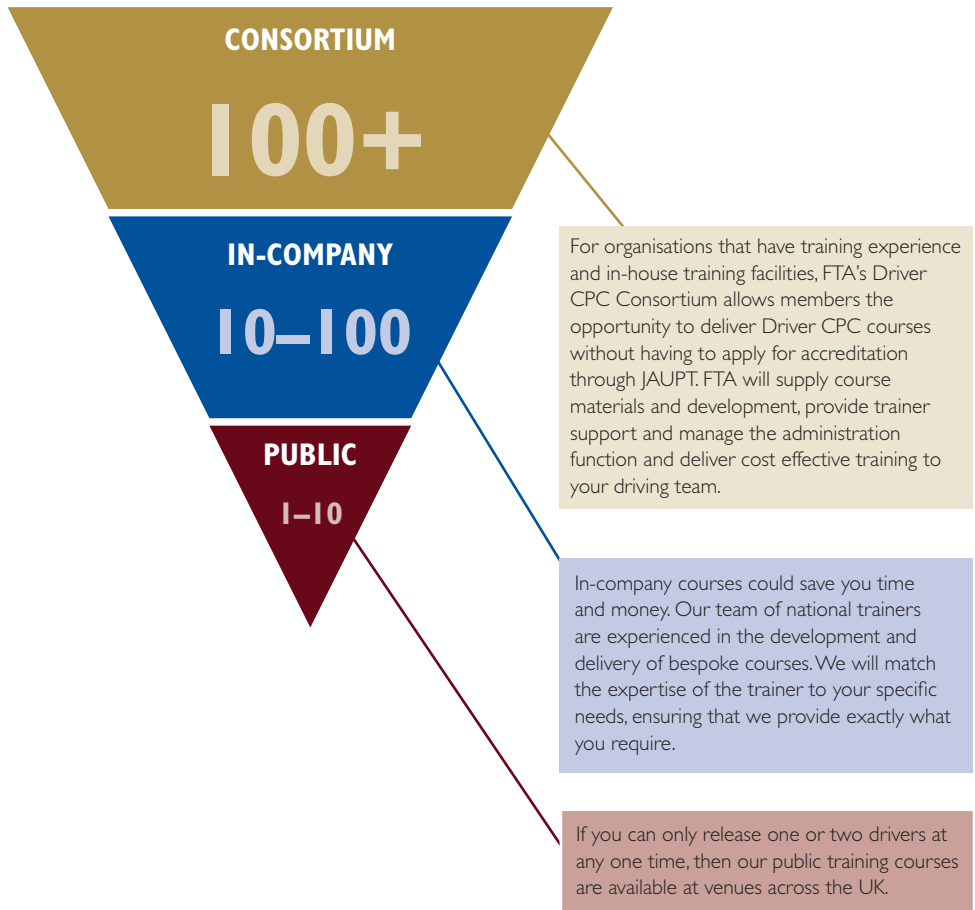 CONSORTIUM
100+
IN-COMPANY
10–100
PUBLIC
1–10
For organisations that have training experience
and in-house training facilities, FTA’s Driver
CPC Consortium allows members the
opportunity to deliver Driver CPC courses
without having to apply for accreditation
through JAUPT. FTA will supply course
materials and development, provide trainer
support and manage the administration
function and deliver cost effective training to
your driving team.
In-company courses could save you time
and money. Our team of national trainers
are experienced in the development and
delivery of bespoke courses. We will match
the expertise of the trainer to your specific
needs, ensuring that we provide exactly what
you require.
If you can only release one or two drivers at
any one time, then our public training courses
are available at venues across the UK.